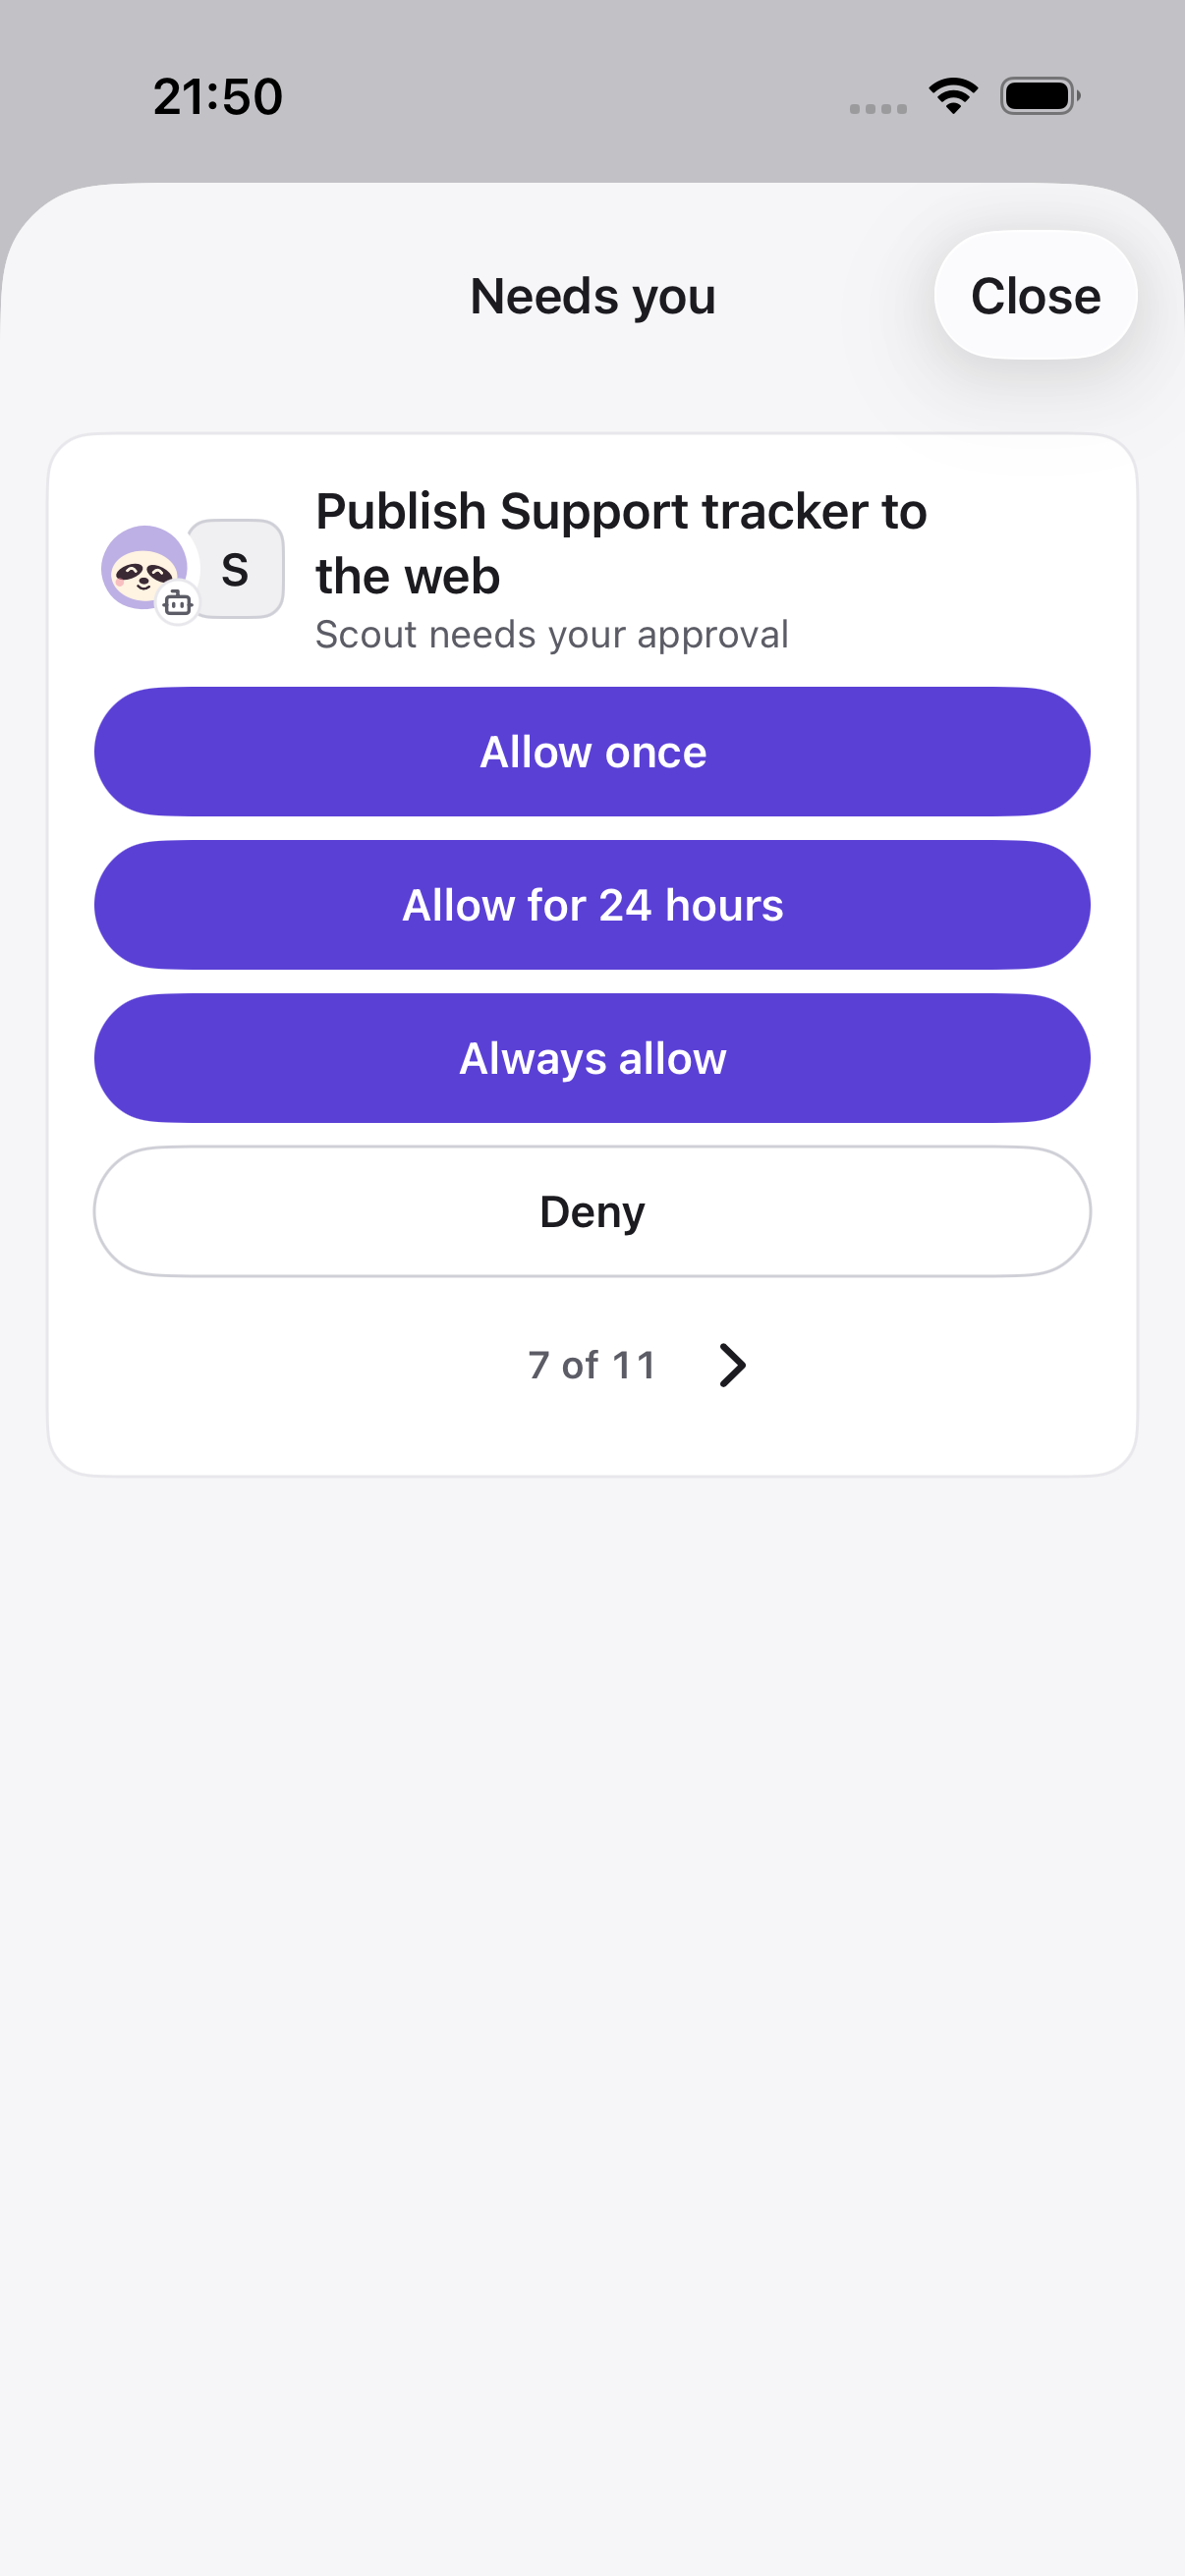 21:50
Needs you
Close
S
Publish Support tracker to
the web
Scout needs your approval
Allow once
Allow for 24 hours
Always allow
Deny
7 of 11